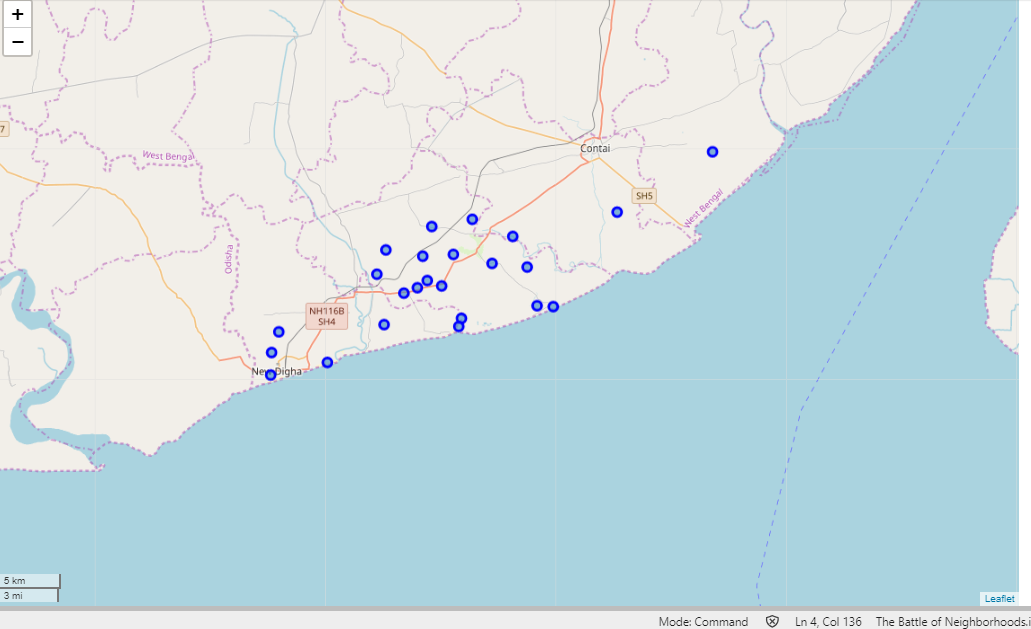 +
−
7
West Bengal
Contai
SH5
West Bengal
Odisha
NH116B
SH4
New Digha
5 km
3 mi
Leaflet
Mode: Command Ln 4, Col 136 The Battle of Neighborhoods.i